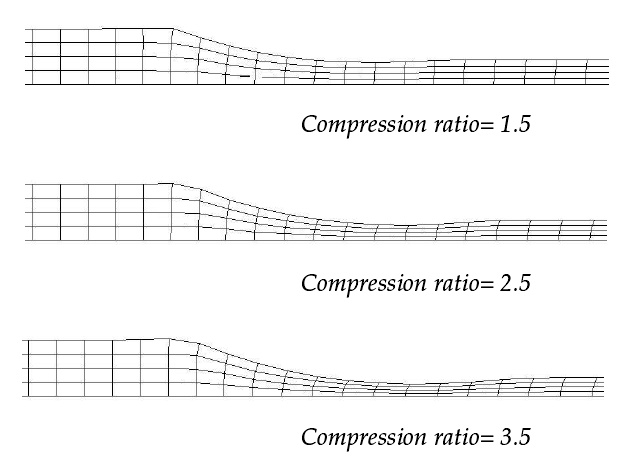 Compression ratio= 1.5
Compression ratio= 2.5
Compression ratio= 3.5